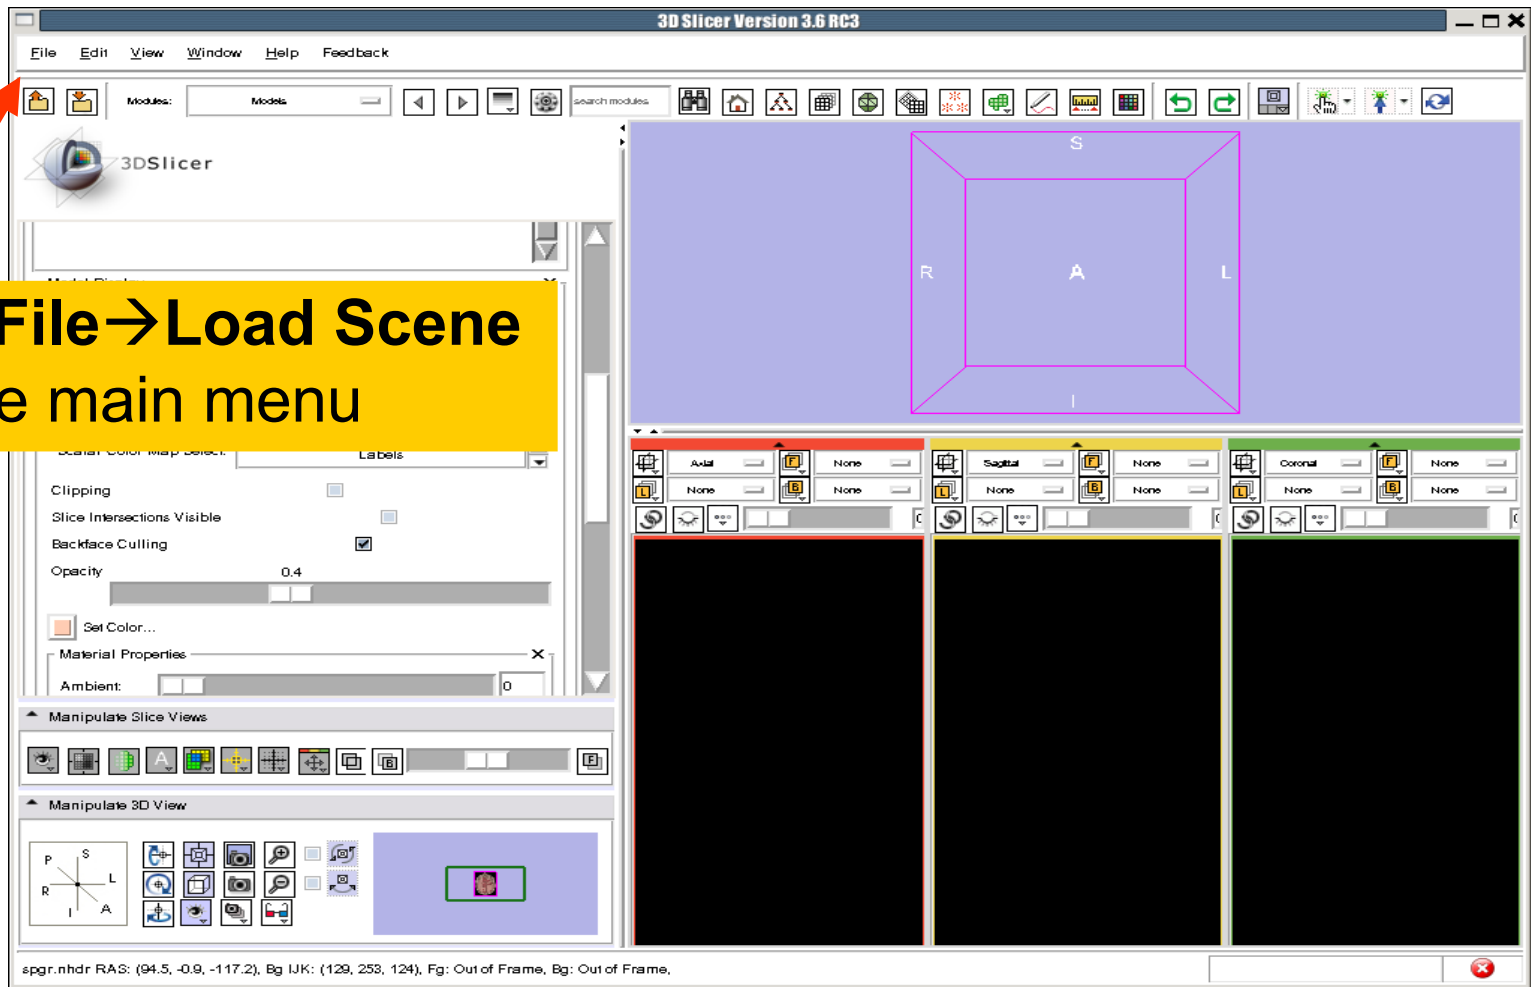 3D Slicer Version 3.6 RC3
File Edit View Window Help Feedback
Modules: Models search modules
3DSlicer
S
R A L
I
File→Load Scene
e main menu
Labels
Clipping
Slice Intersections Visible
Backface Culling
Opacity 0.4
Set Color...
Material Properties
Ambient: 0
Axial F None
L None B None
Sagittal F None
L None B None
Coronal F None
L None B None
Manipulate Slice Views
A B F
Manipulate 3D View
P S
R L
I A
spgr.nhdr RAS: (94.5, -0.9, -117.2), Bg IJK: (129, 253, 124), Fg: Out of Frame, Bg: Out of Frame,